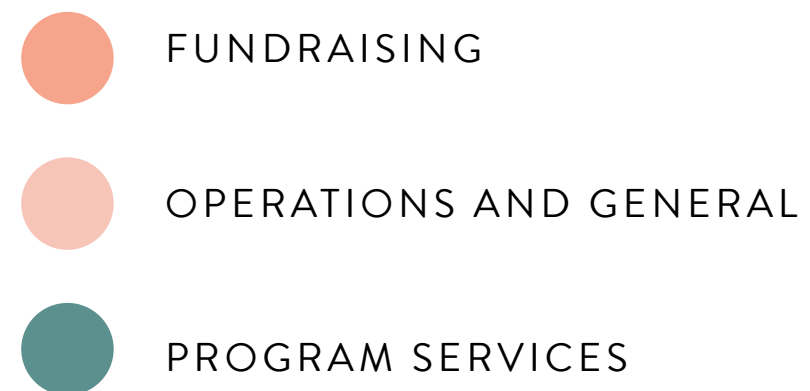 FUNDRAISING
OPERATIONS AND GENERAL
PROGRAM SERVICES